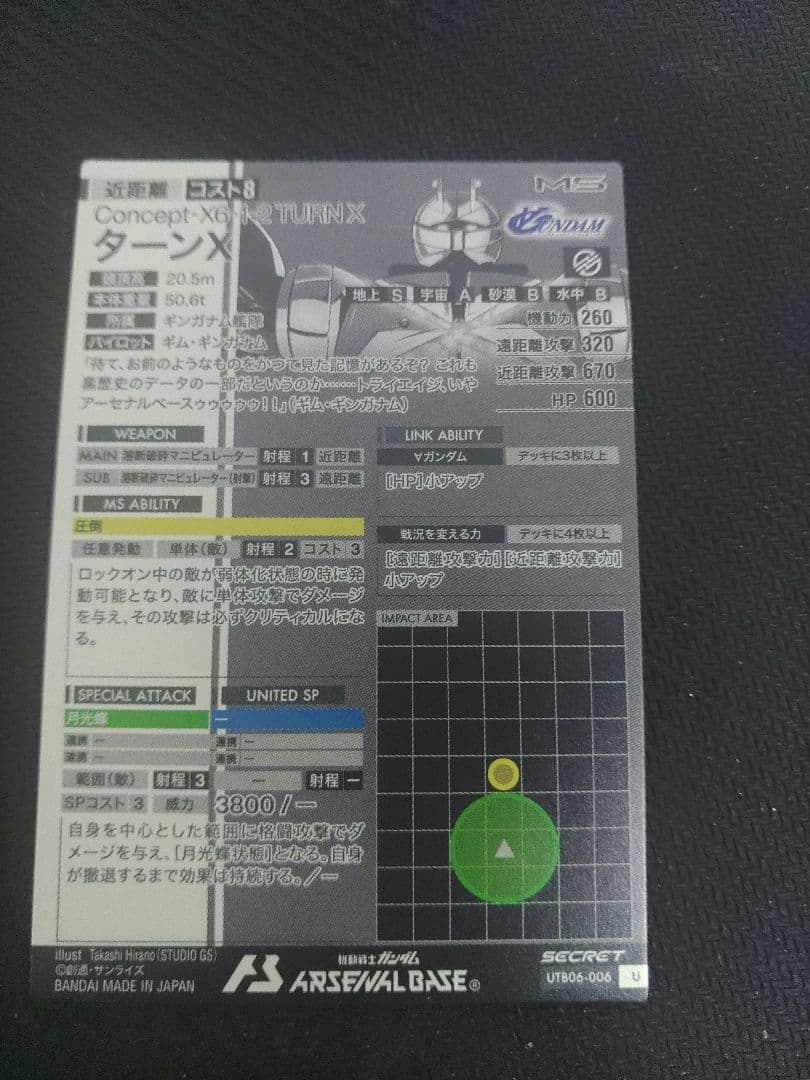 近距離 コスト8
MS
Concept-X6-1-2 TURN X
ターンX
∀GUNDAM
頭頂高 20.5m
本体重量 50.6t
所属 ギンガナム艦隊
パイロット ギム・ギンガナム
地上 S 宇宙 A 砂漠 B 水中 B
機動力 260
遠距離攻撃 320
近距離攻撃 670
HP 600
「待て、お前のようなものをかつて見た記憶があるぞ? これも
黒歴史のデータの一部だというのか……トライエイジ、いや
アーセナルベースゥゥゥゥゥ!!」(ギム・ギンガナム)
WEAPON
MAIN 溶断破砕マニピュレーター 射程 1 近距離
SUB 溶断破砕マニピュレーター(射撃) 射程 3 遠距離
MS ABILITY
圧倒
任意発動 単体(敵) 射程 2 コスト 3
ロックオン中の敵が弱体化状態の時に発
動可能となり、敵に単体攻撃でダメージ
を与え、その攻撃は必ずクリティカルにな
る。
LINK ABILITY
∀ガンダム デッキに3枚以上
[HP]小アップ
戦況を変える力 デッキに4枚以上
[遠距離攻撃力][近距離攻撃力]
小アップ
IMPACT AREA
SPECIAL ATTACK UNITED SP
月光蝶 —
連携 — 連携 —
連携 — 連携 —
範囲(敵) 射程 3 — 射程 —
SPコスト 3 威力 3800/—
自身を中心とした範囲に格闘攻撃でダ
メージを与え、[月光蝶状態]となる。自身
が撤退するまで効果は持続する。/—
illust Takashi Hirano(STUDIO GS)
©創通・サンライズ
BANDAI MADE IN JAPAN
機動戦士ガンダム
ARSENAL BASE®
SECRET
UTB06-006 U